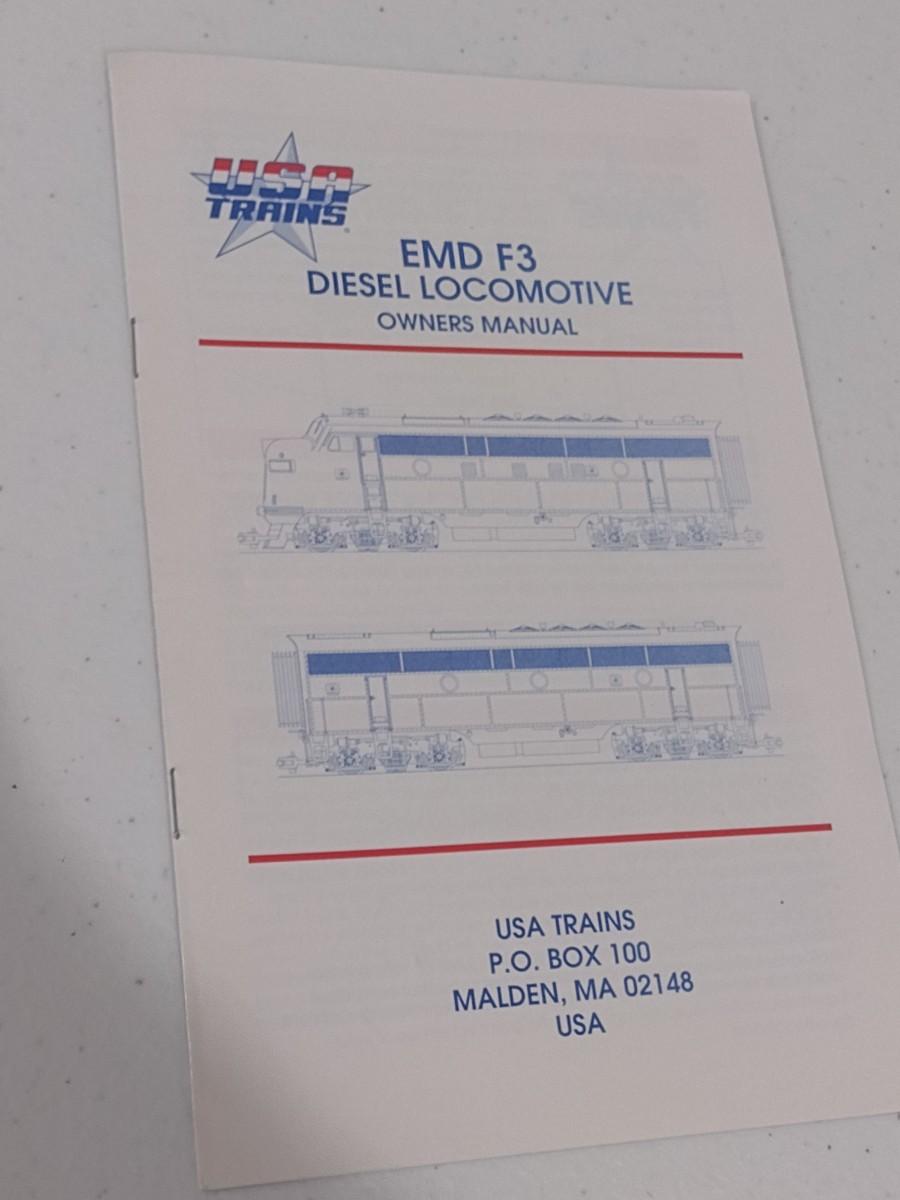 USA
TRAINS
EMD F3
DIESEL LOCOMOTIVE
OWNERS MANUAL
USA TRAINS
P.O. BOX 100
MALDEN, MA 02148
USA